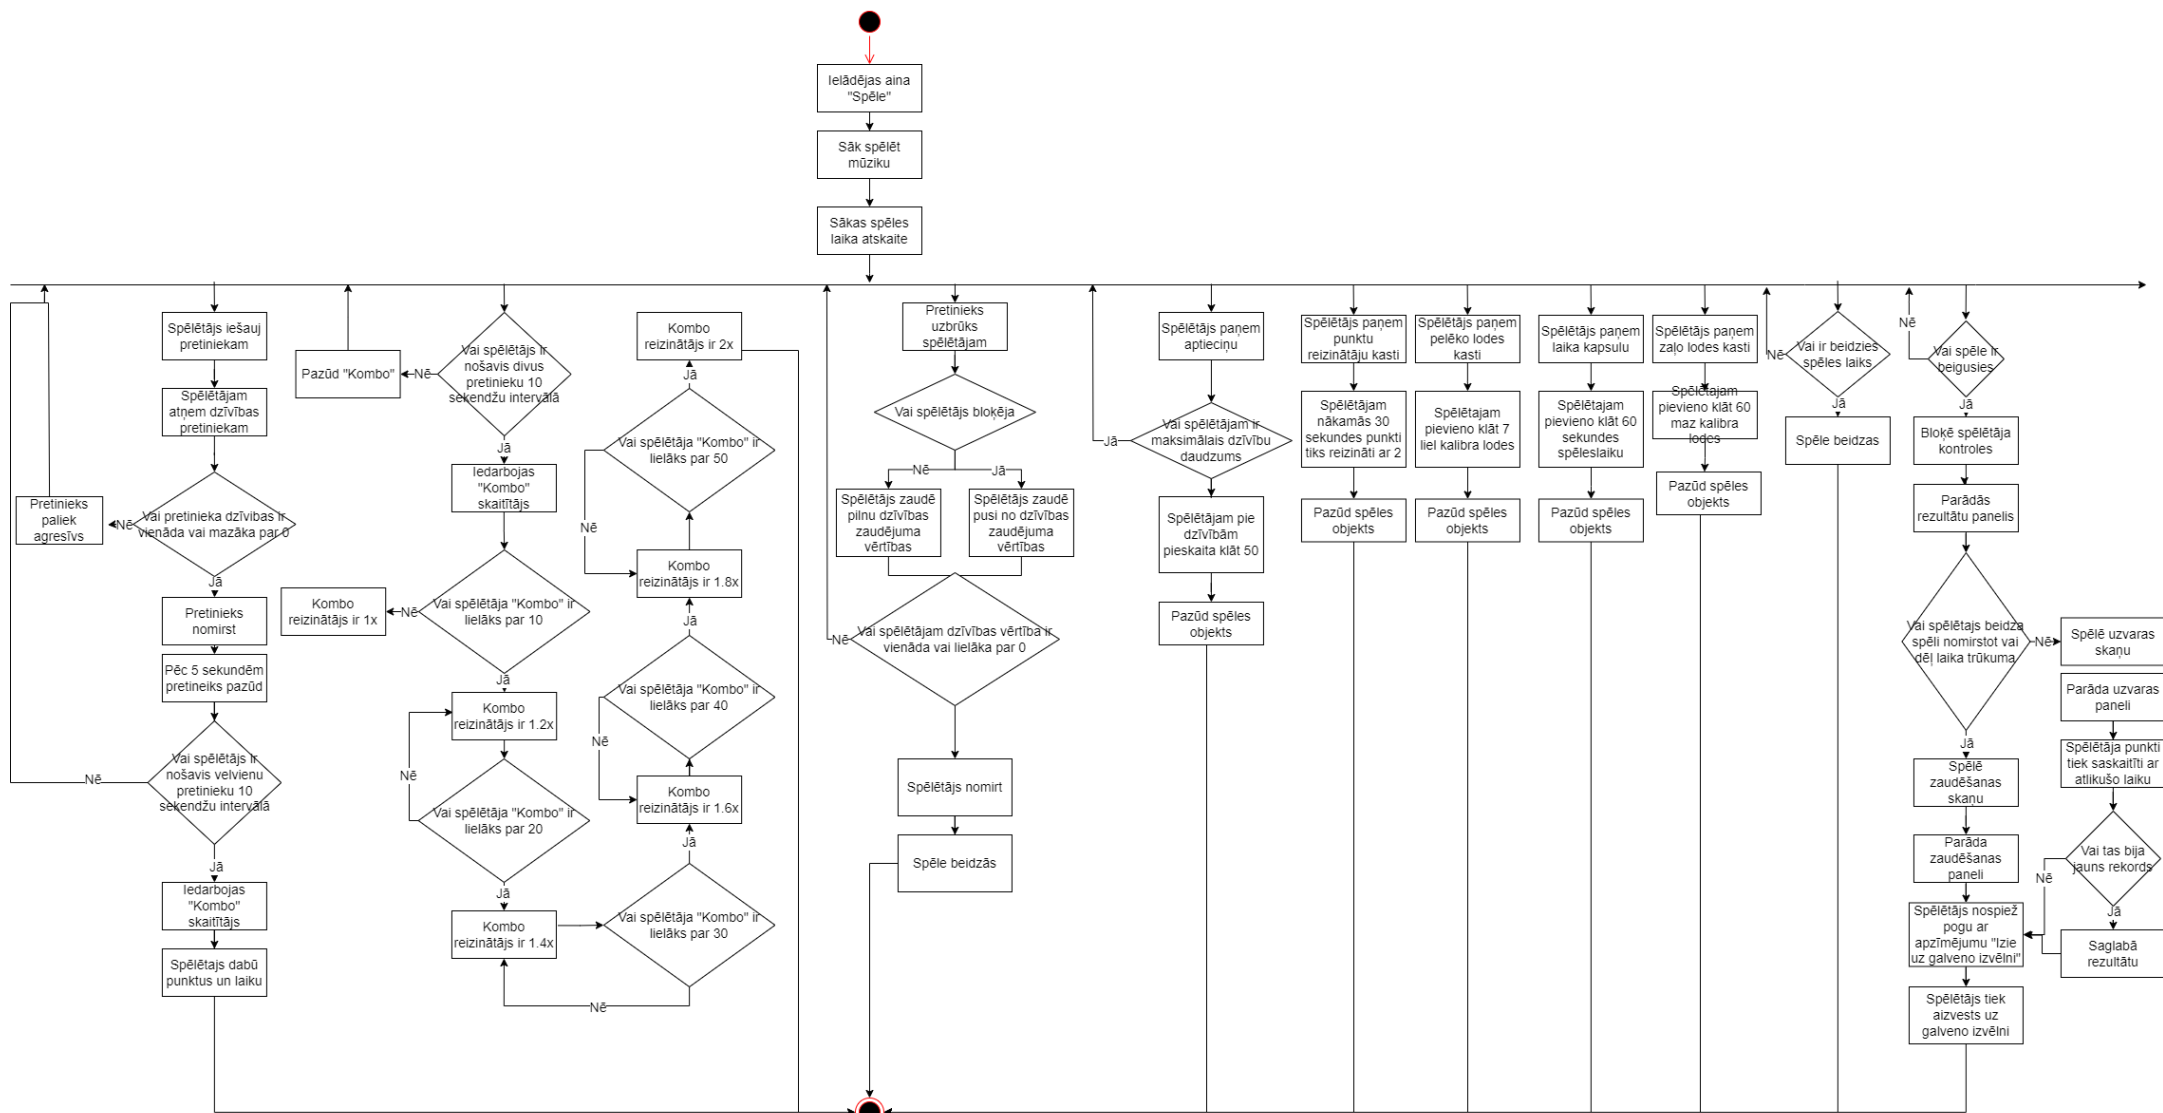 Ielādējas aina
"Spēle"
Sāk spēlēt
mūziku
Sākas spēles
laika atskaite
Spēlētājs iešauj
pretiniekam
Spēlētājam
atņem dzīvības
pretiniekam
Vai pretinieka dzīvibas ir
vienāda vai mazāka par 0
Nē
Pretinieks
paliek
agresīvs
Jā
Pretinieks
nomirst
Pēc 5 sekundēm
pretineiks pazūd
Vai spēlētājs ir
nošavis velvienu
pretinieku 10
sekendžu intervālā
Nē
Jā
Iedarbojas
"Kombo"
skaitītājs
Spēlētajs dabū
punktus un laiku
Vai spēlētājs ir
nošavis divus
pretinieku 10
sekendžu intervālā
Nē
Pazūd "Kombo"
Jā
Iedarbojas
"Kombo"
skaitītājs
Vai spēlētāja "Kombo" ir
lielāks par 10
Nē
Kombo
reizinātājs ir 1x
Jā
Kombo
reizinātājs ir 1.2x
Nē
Vai spēlētāja "Kombo" ir
lielāks par 20
Jā
Kombo
reizinātājs ir 1.4x
Vai spēlētāja "Kombo" ir
lielāks par 30
Nē
Jā
Kombo
reizinātājs ir 1.6x
Nē
Vai spēlētāja "Kombo" ir
lielāks par 40
Jā
Kombo
reizinātājs ir 1.8x
Nē
Vai spēlētāja "Kombo" ir
lielāks par 50
Jā
Kombo
reizinātājs ir 2x
Pretinieks
uzbrūks
spēlētājam
Vai spēlētājs bloķēja
Nē
Jā
Spēlētājs zaudē
pilnu dzīvības
zaudējuma
vērtības
Spēlētājs zaudē
pusi no dzīvības
zaudējuma
vērtības
Vai spēlētājam dzīvības vērtība ir
vienāda vai lielāka par 0
Nē
Spēlētājs nomirt
Spēle beidzās
Spēlētājs paņem
aptieciņu
Vai spēlētājam ir
maksimālais dzīvību
daudzums
Jā
Spēlētājam pie
dzīvībām
pieskaita klāt 50
Pazūd spēles
objekts
Spēlētājs paņem
punktu
reizinātāju kasti
Spēlētājam
nākamās 30
sekundes punkti
tiks reizināti ar 2
Pazūd spēles
objekts
Spēlētājs paņem
pelēko lodes
kasti
Spēlētajam
pievieno klāt 7
liel kalibra lodes
Pazūd spēles
objekts
Spēlētājs paņem
laika kapsulu
Spēlētajam
pievieno klāt 60
sekundes
spēleslaiku
Pazūd spēles
objekts
Spēlētājs paņem
zaļo lodes kasti
Spēlētajam
pievieno klāt 60
maz kalibra
lodes
Pazūd spēles
objekts
Vai ir beidzies
spēles laiks
Nē
Jā
Spēle beidzas
Nē
Vai spēle ir
beigusies
Jā
Bloķē spēlētāja
kontroles
Parādās
rezultātu panelis
Vai spēlētājs beidza
spēli nomirstot vai
dēļ laika trūkuma
Nē
Spēlē uzvaras
skaņu
Parāda uzvaras
paneli
Spēlētāja punkti
tiek saskaitīti ar
atlikušo laiku
Vai tas bija
jauns rekords
Nē
Jā
Saglabā
rezultātu
Jā
Spēlē
zaudēšanas
skaņu
Parāda
zaudēšanas
paneli
Spēlētājs nospiež
pogu ar
apzīmējumu "Izie
uz galveno izvēlni"
Spēlētājs tiek
aizvests uz
galveno izvēlni